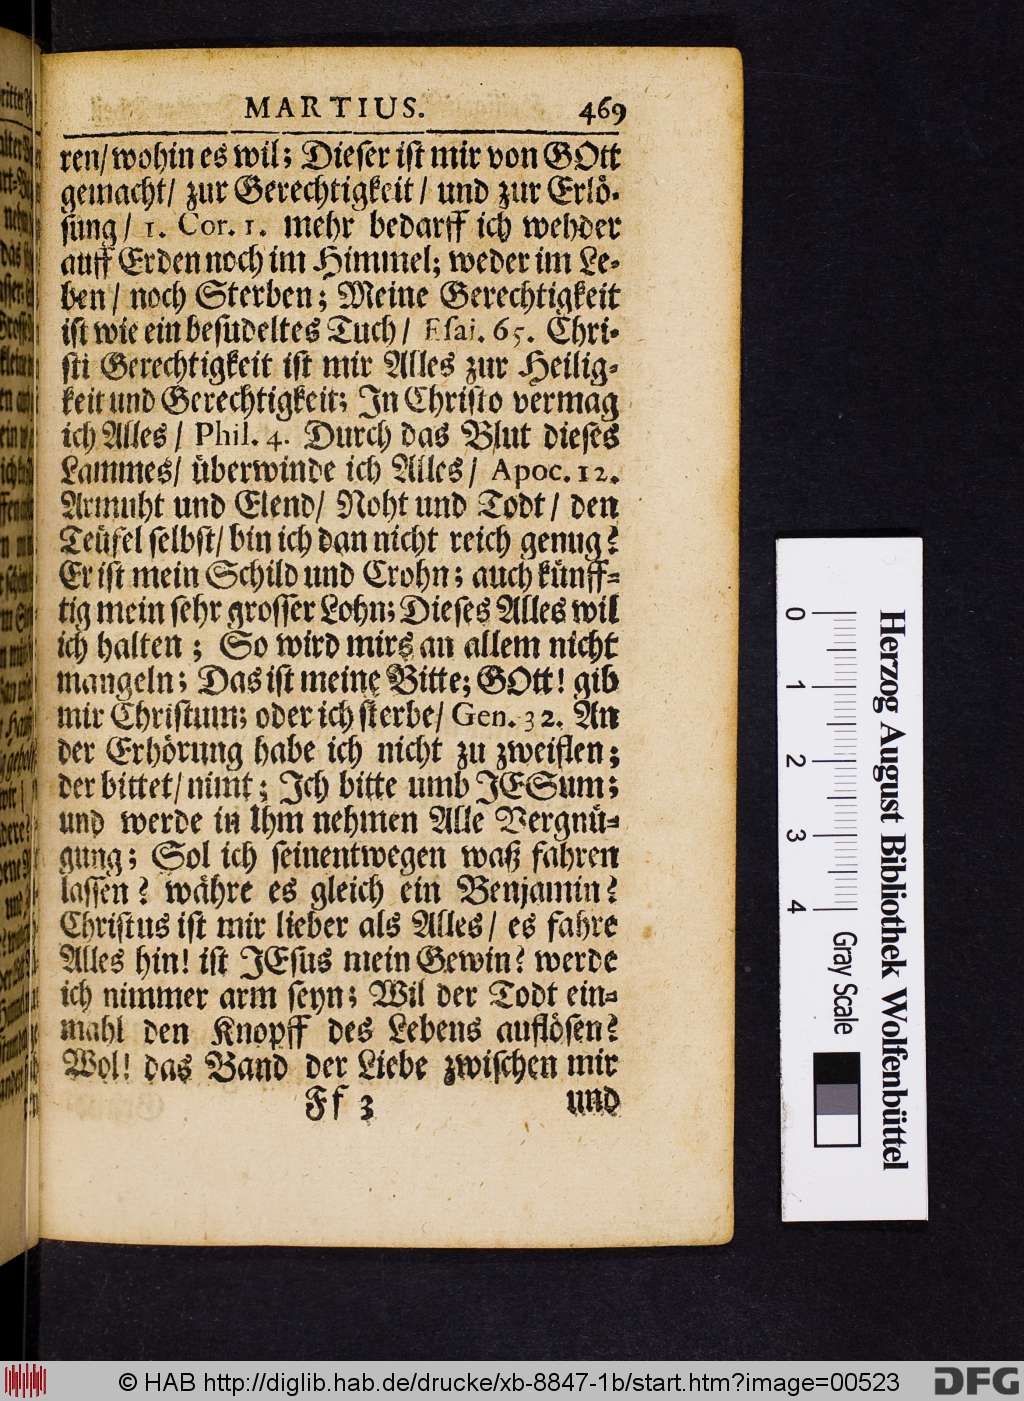 MARTIUS. 469
ren/ wohin es wil; Dieser ist mir von GOtt
gemacht/ zur Gerechtigkeit/ und zur Erlö-
sung/ 1. Cor. 1. mehr bedarff ich wehder
auff Erden noch im Himmel; weder im Le-
ben/ noch Sterben; Meine Gerechtigkeit
ist wie ein besudeltes Tuch/ Esai. 65. Chri-
sti Gerechtigkeit ist mir Alles zur Heilig-
keit und Gerechtigkeit; In Christo vermag
ich Alles/ Phil. 4. Durch das Blut dieses
Lammes/ überwinde ich Alles/ Apoc. 12.
Armuht und Elend/ Noht und Todt/ den
Teüfel selbst/ bin ich dan nicht reich genug?
Er ist mein Schild und Crohn; auch künff-
tig mein sehr grosser Lohn; Dieses Alles wil
ich halten; So wird mirs an allem nicht
mangeln; Das ist meine Bitte; GOtt! gib
mir Christum; oder ich sterbe/ Gen. 32. An
der Erhörung habe ich nicht zu zweiflen;
der bittet/ nimt; Ich bitte umb JESum;
und werde in Ihm nehmen Alle Vergnü-
gung; Sol ich seinentwegen waß fahren
lassen? währe es gleich ein Benjamin?
Christus ist mir lieber als Alles/ es fahre
Alles hin! ist JEsus mein Gewin? werde
ich nimmer arm seyn; Wil der Todt ein-
mahl den Knopff des Lebens auflösen?
Wol! das Band der Liebe zwischen mir
Ff 3 und
0 1 2 3 4
Herzog August Bibliothek Wolfenbüttel
Gray Scale
© HAB http://diglib.hab.de/drucke/xb-8847-1b/start.htm?image=00523
DFG